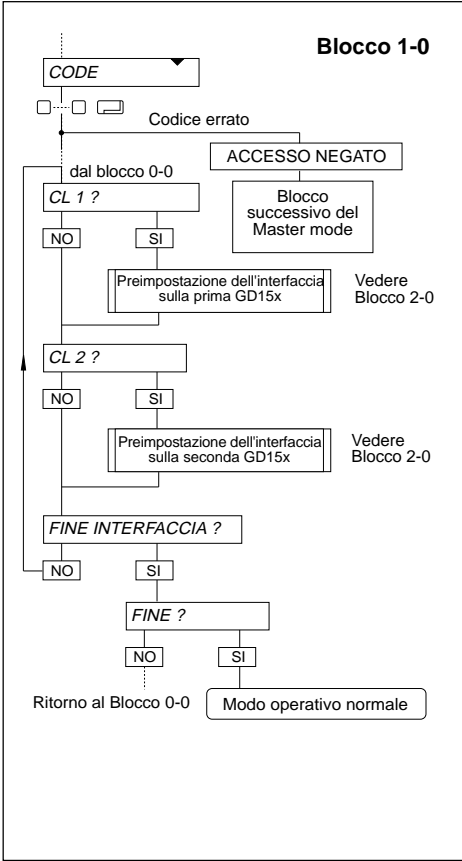 Blocco 1-0
CODE
Codice errato
ACCESSO NEGATO
dal blocco 0-0
Blocco
successivo del
Master mode
CL 1 ?
NO
SI
Preimpostazione dell'interfaccia
sulla prima GD15x
Vedere
Blocco 2-0
CL 2 ?
NO
SI
Preimpostazione dell'interfaccia
sulla seconda GD15x
Vedere
Blocco 2-0
FINE INTERFACCIA ?
NO
SI
FINE ?
NO
SI
Ritorno al Blocco 0-0
Modo operativo normale